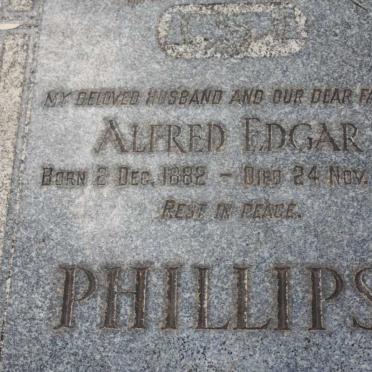 MY BELOVED HUSBAND AND OUR DEAR
ALFRED EDGAR
BORN 2 DEC. 1882 - DIED 24 NOV.
REST IN PEACE.
PHILLIPS